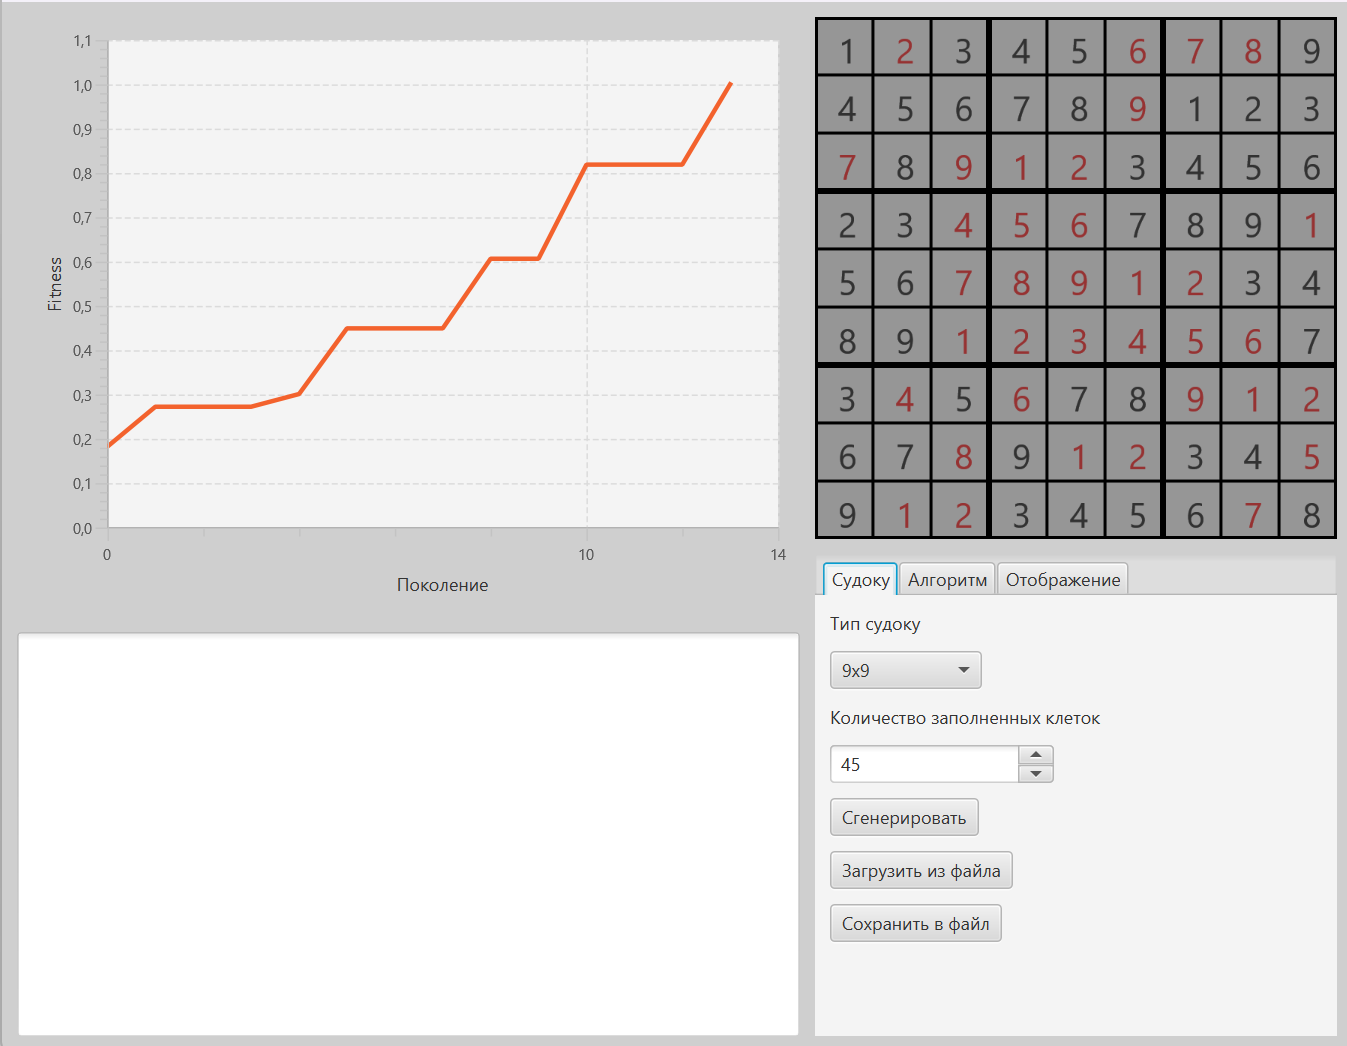 1,1
1,0
0,9
0,8
0,7
0,6
0,5
0,4
0,3
0,2
0,1
0,0
Fitness
0 10 14
Поколение
1 2 3 4 5 6 7 8 9
4 5 6 7 8 9 1 2 3
7 8 9 1 2 3 4 5 6
2 3 4 5 6 7 8 9 1
5 6 7 8 9 1 2 3 4
8 9 1 2 3 4 5 6 7
3 4 5 6 7 8 9 1 2
6 7 8 9 1 2 3 4 5
9 1 2 3 4 5 6 7 8
Судоку Алгоритм Отображение
Тип судоку
9x9
Количество заполненных клеток
45
Сгенерировать
Загрузить из файла
Сохранить в файл